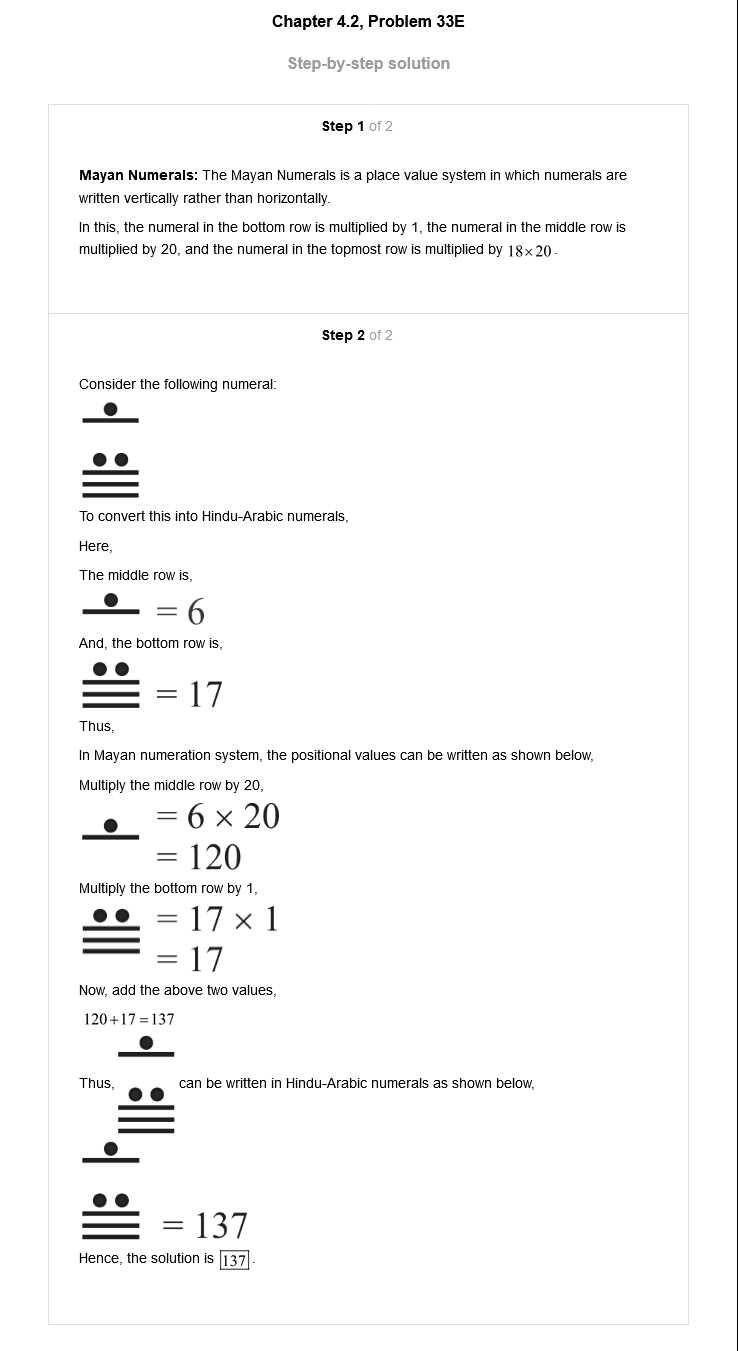 Chapter 4.2, Problem 33E
Step-by-step solution
Step 1 of 2
Mayan Numerals: The Mayan Numerals is a place value system in which numerals are
written vertically rather than horizontally.
In this, the numeral in the bottom row is multiplied by 1, the numeral in the middle row is
multiplied by 20, and the numeral in the topmost row is multiplied by 18×20.
Step 2 of 2
Consider the following numeral:
To convert this into Hindu-Arabic numerals,
Here,
The middle row is,
= 6
And, the bottom row is,
= 17
Thus,
In Mayan numeration system, the positional values can be written as shown below,
Multiply the middle row by 20,
= 6 × 20
= 120
Multiply the bottom row by 1,
= 17 × 1
= 17
Now, add the above two values,
120+17=137
Thus, can be written in Hindu-Arabic numerals as shown below,
= 137
Hence, the solution is 137.